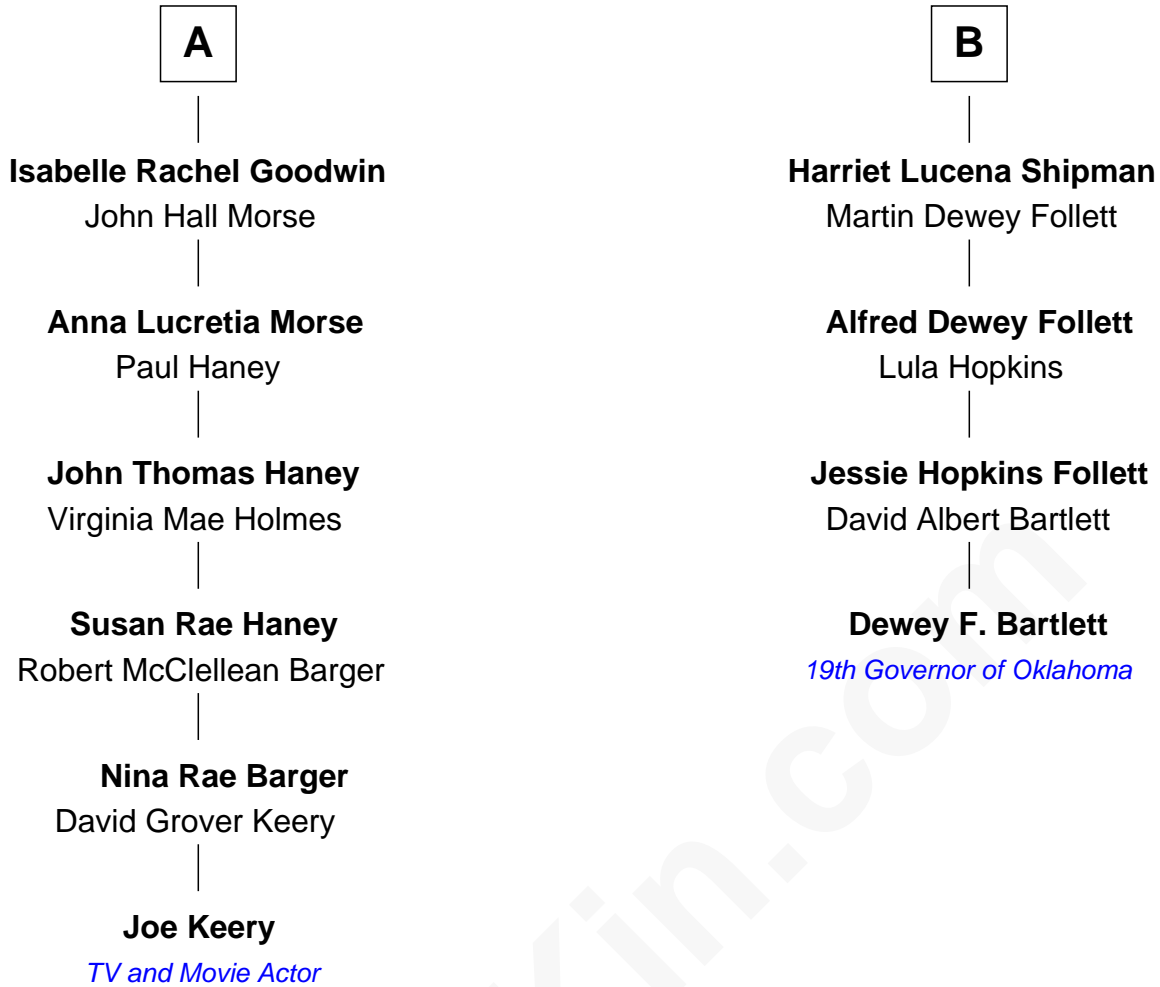 A
Isabelle Rachel Goodwin
John Hall Morse
Anna Lucretia Morse
Paul Haney
John Thomas Haney
Virginia Mae Holmes
Susan Rae Haney
Robert McClellean Barger
Nina Rae Barger
David Grover Keery
Joe Keery
TV and Movie Actor
B
Harriet Lucena Shipman
Martin Dewey Follett
Alfred Dewey Follett
Lula Hopkins
Jessie Hopkins Follett
David Albert Bartlett
Dewey F. Bartlett
19th Governor of Oklahoma